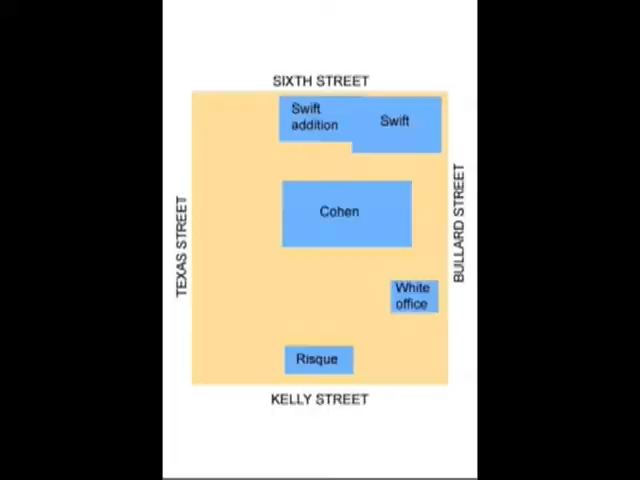 SIXTH STREET
Swift
addition
Swift
Cohen
TEXAS STREET
BULLARD STREET
White
office
Risque
KELLY STREET